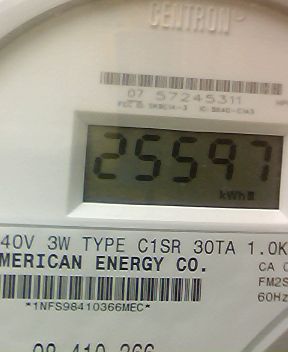 CENTRON
07 57245311
25597
kWh
40V 3W TYPE C1SR 30TA 1.0K
MERICAN ENERGY CO.
CA
FM2S
60Hz
*1NFS98410366MEC*